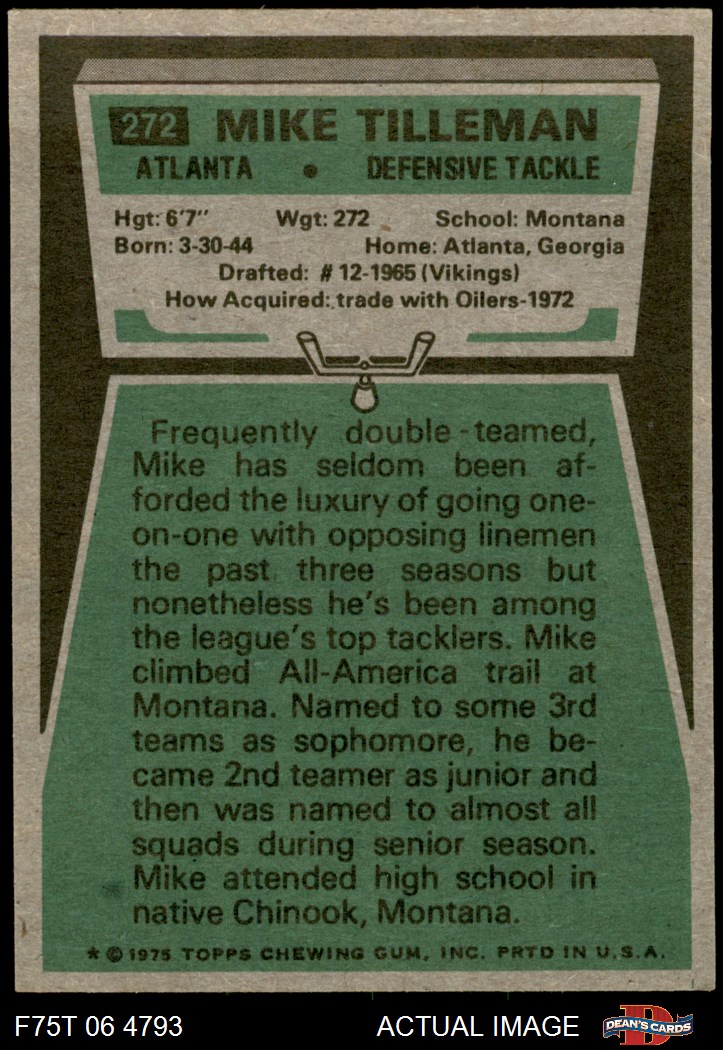 272 MIKE TILLEMAN
ATLANTA • DEFENSIVE TACKLE
Hgt: 6'7" Wgt: 272 School: Montana
Born: 3-30-44 Home: Atlanta, Georgia
Drafted: #12-1965 (Vikings)
How Acquired: trade with Oilers-1972
Frequently double-teamed,
Mike has seldom been af-
forded the luxury of going one-
on-one with opposing linemen
the past three seasons but
nonetheless he's been among
the league's top tacklers. Mike
climbed All-America trail at
Montana. Named to some 3rd
teams as sophomore, he be-
came 2nd teamer as junior and
then was named to almost all
squads during senior season.
Mike attended high school in
native Chinook, Montana.
* © 1975 TOPPS CHEWING GUM, INC. PRTD IN U.S.A.
F75T 06 4793 ACTUAL IMAGE D DEAN'S CARDS